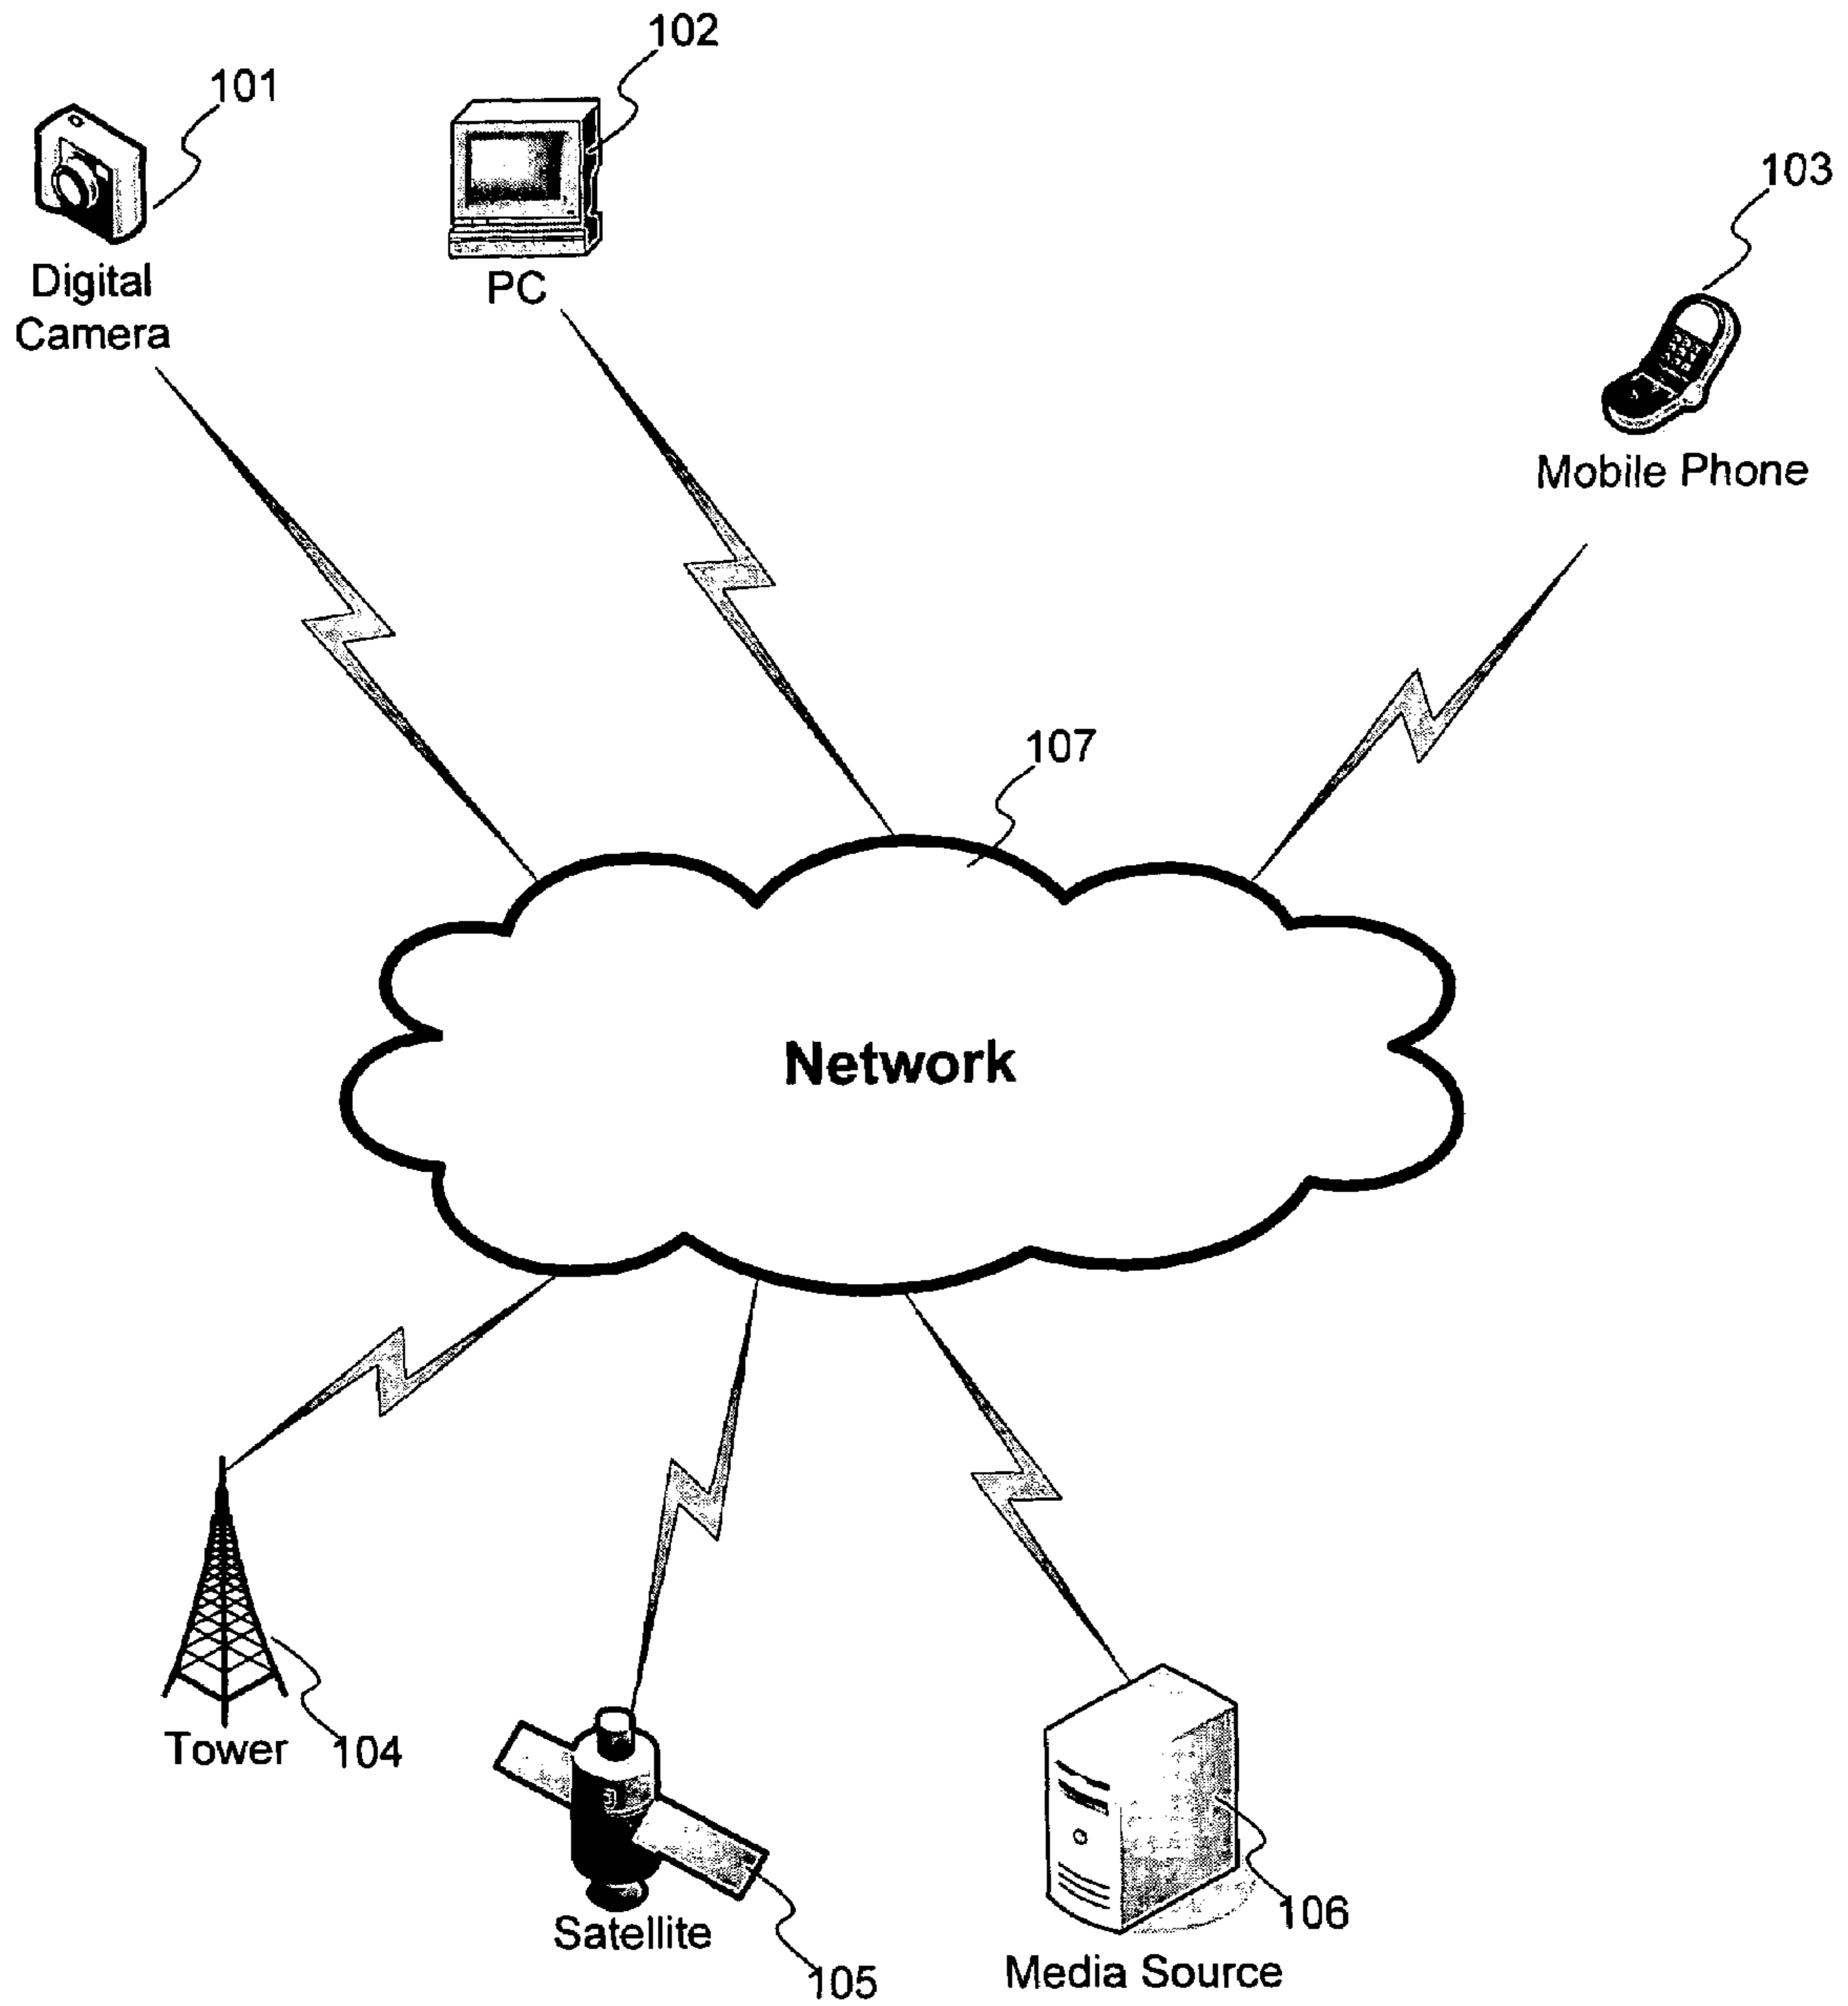 102
101
103
Digital
Camera
PC
Mobile Phone
107
Network
Tower
104
Satellite
105
106
Media Source